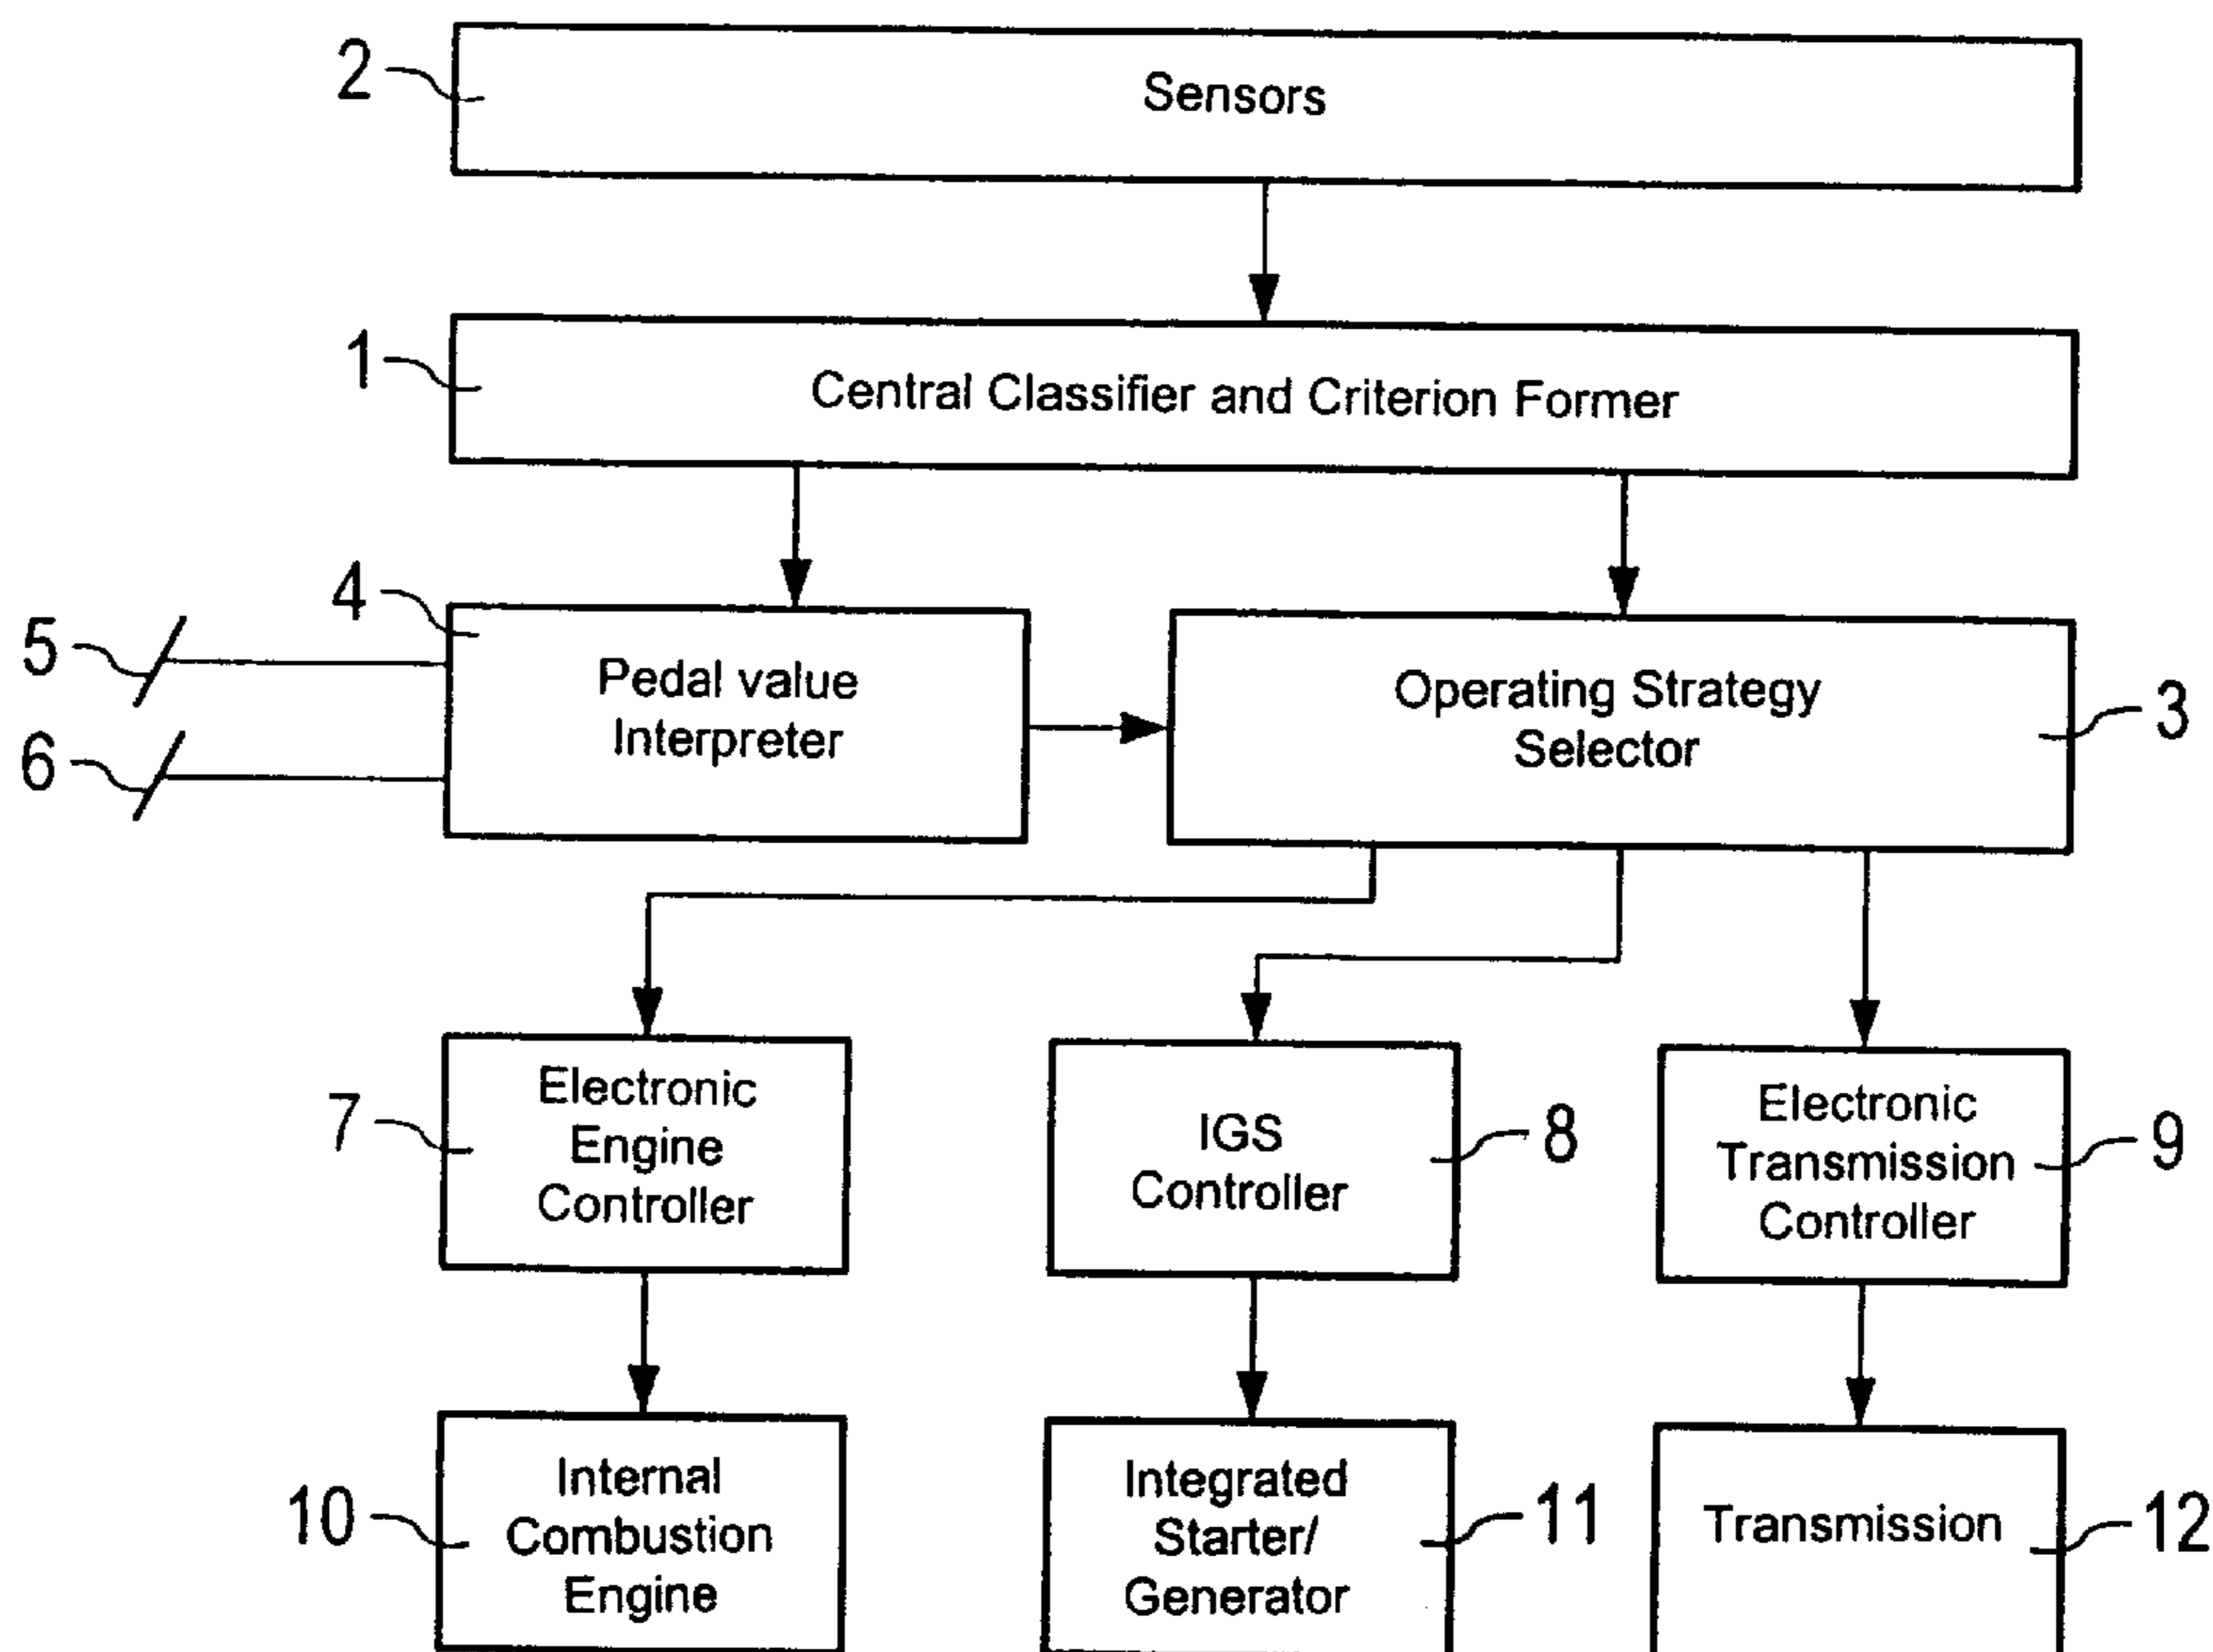 2
Sensors
1
Central Classifier and Criterion Former
4
5
Pedal value
Interpreter
6
Operating Strategy
Selector
3
7
Electronic
Engine
Controller
IGS
Controller
8
Electronic
Transmission
Controller
9
10
Internal
Combustion
Engine
Integrated
Starter/
Generator
11
Transmission
12